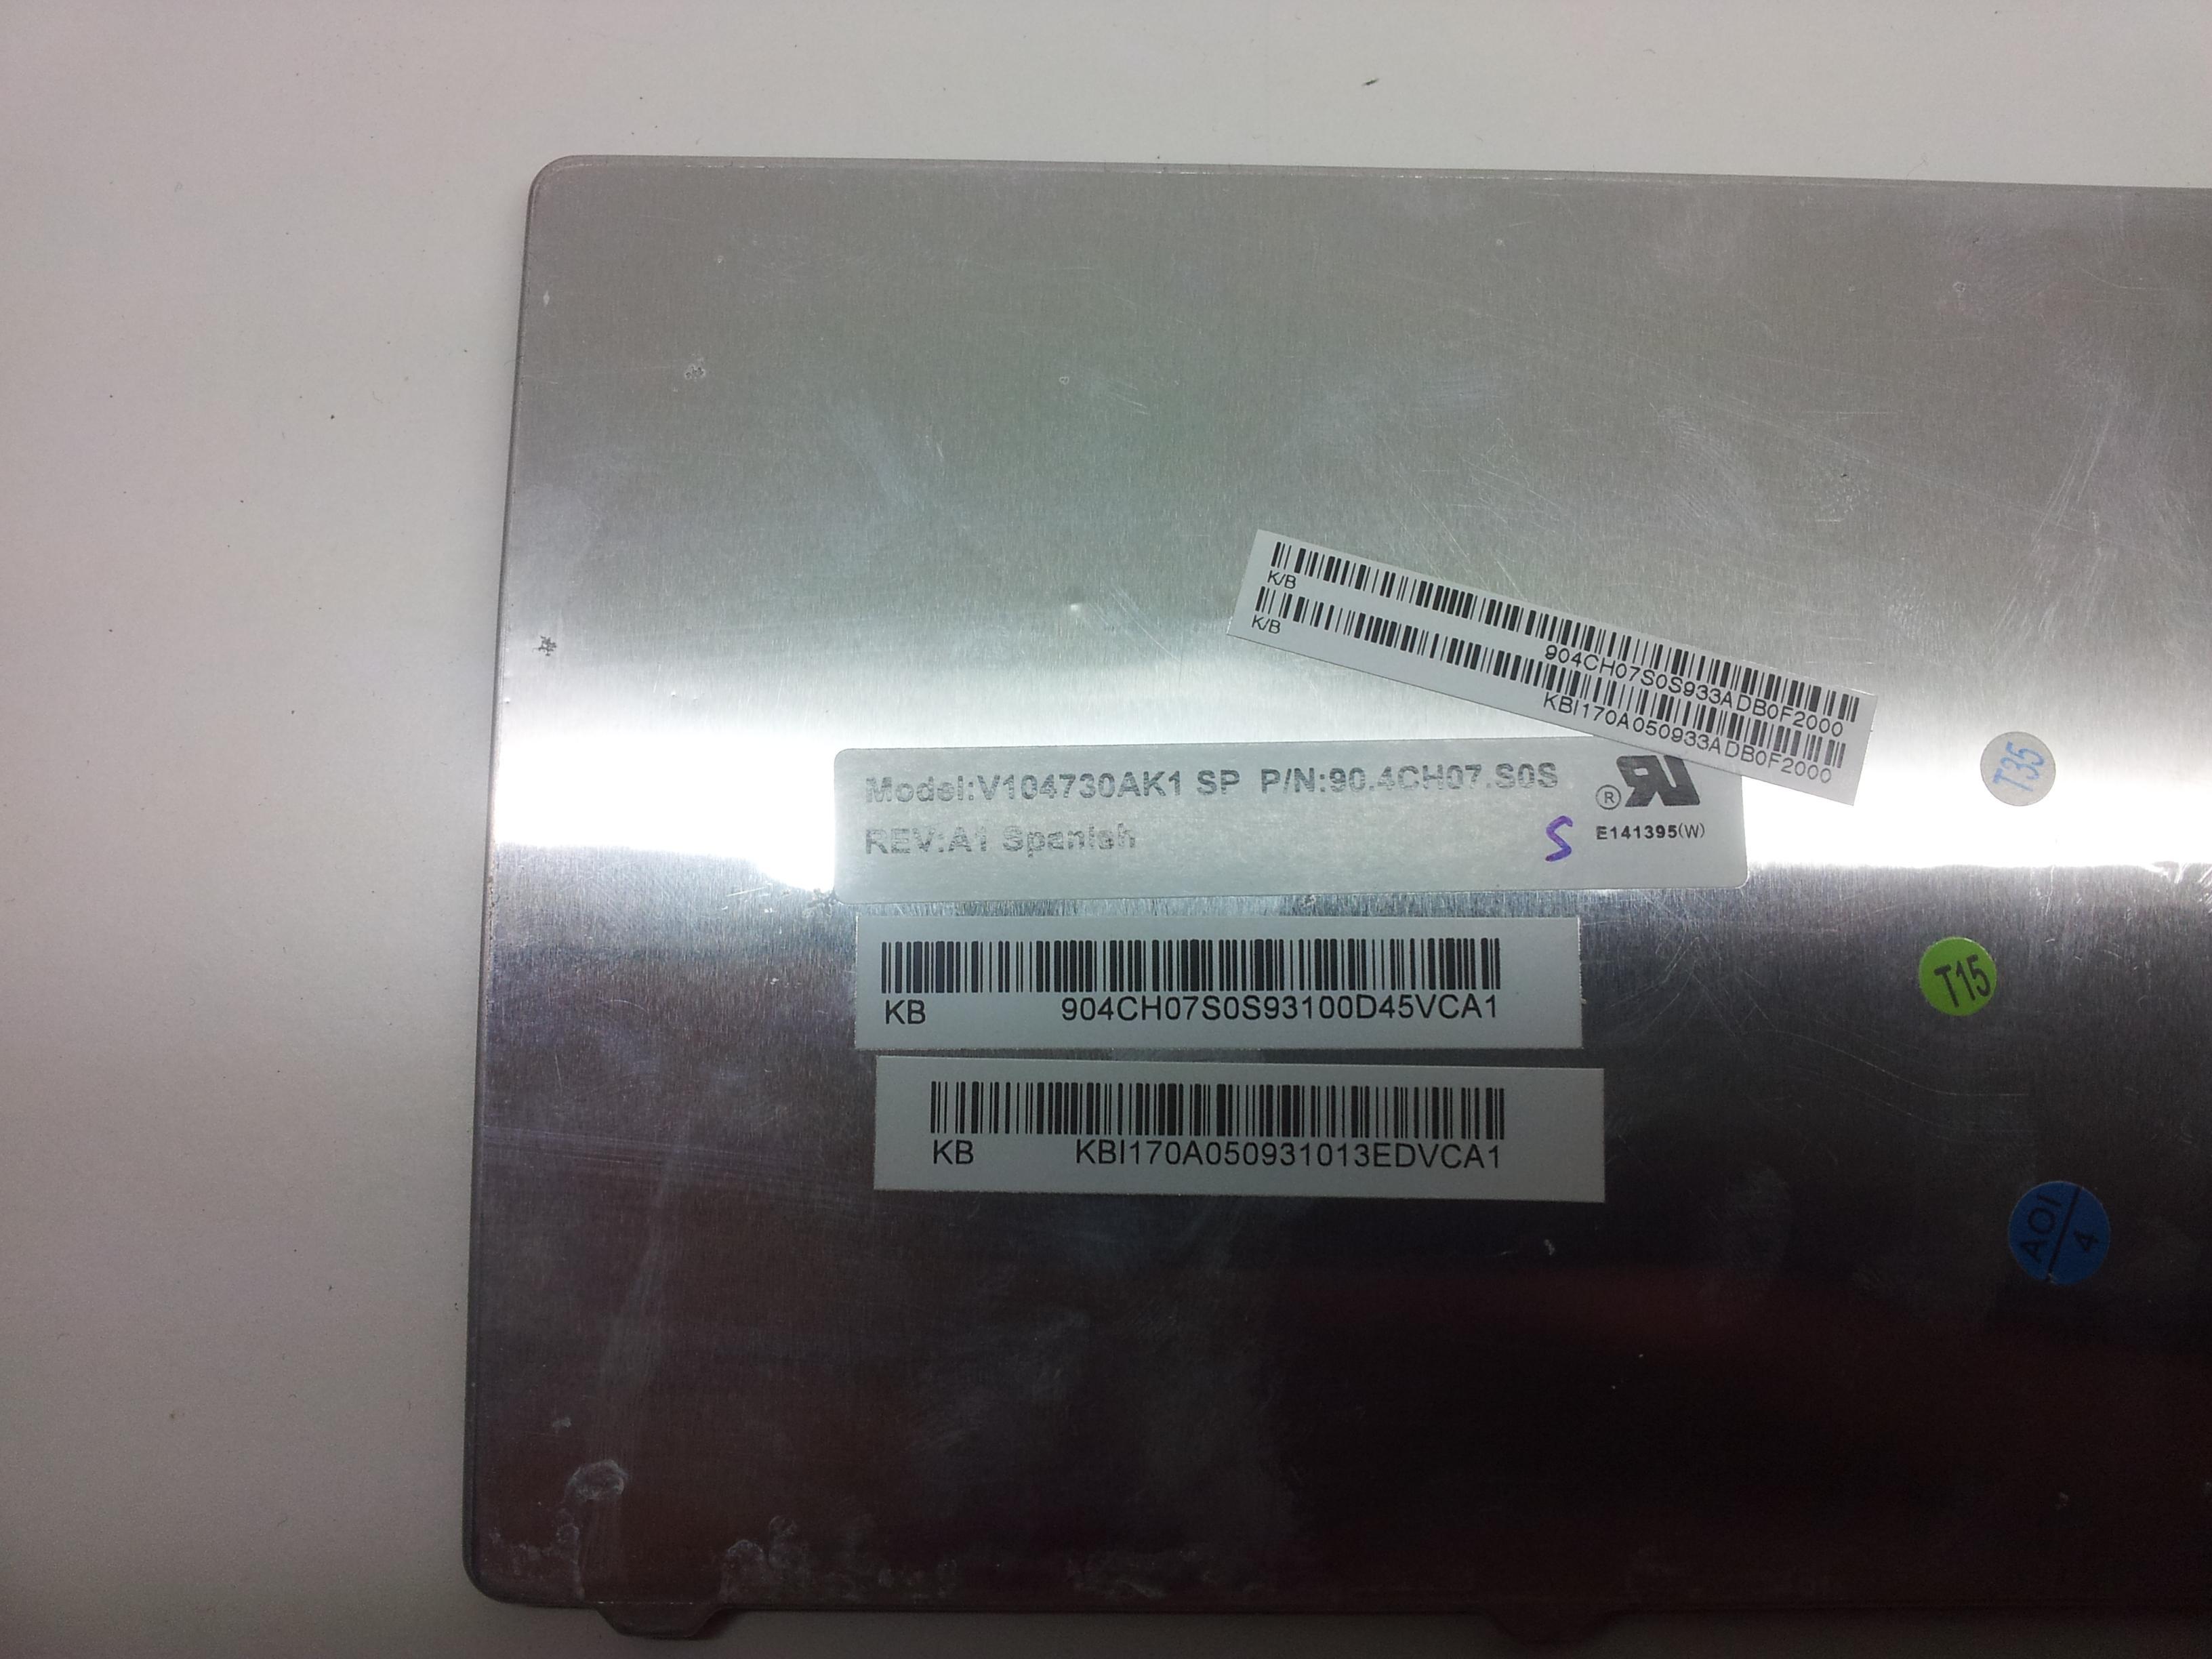 K/B
904CH07S0S933ADB0F2000
K/B
KBI170A050933ADB0F2000
T35
Model:V104730AK1 SP P/N:90.4CH07.S0S
REV:A1 Spanish
S
®
E141395(W)
KB 904CH07S0S93100D45VCA1
T15
KB KBI170A050931013EDVCA1
AOI
4